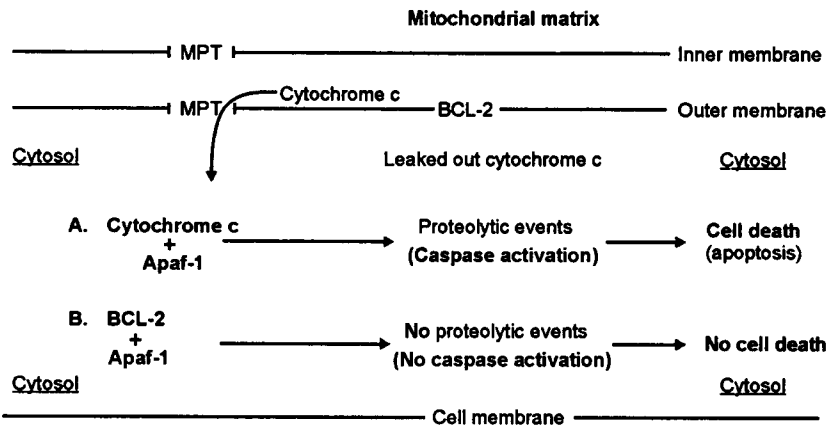 Mitochondrial matrix
MPT Inner membrane
Cytochrome c
MPT BCL-2 Outer membrane
Cytosol Leaked out cytochrome c Cytosol
A. Cytochrome c Proteolytic events Cell death
+ (Caspase activation) (apoptosis)
Apaf-1
B. BCL-2 No proteolytic events No cell death
+ (No caspase activation)
Apaf-1
Cytosol Cytosol
Cell membrane